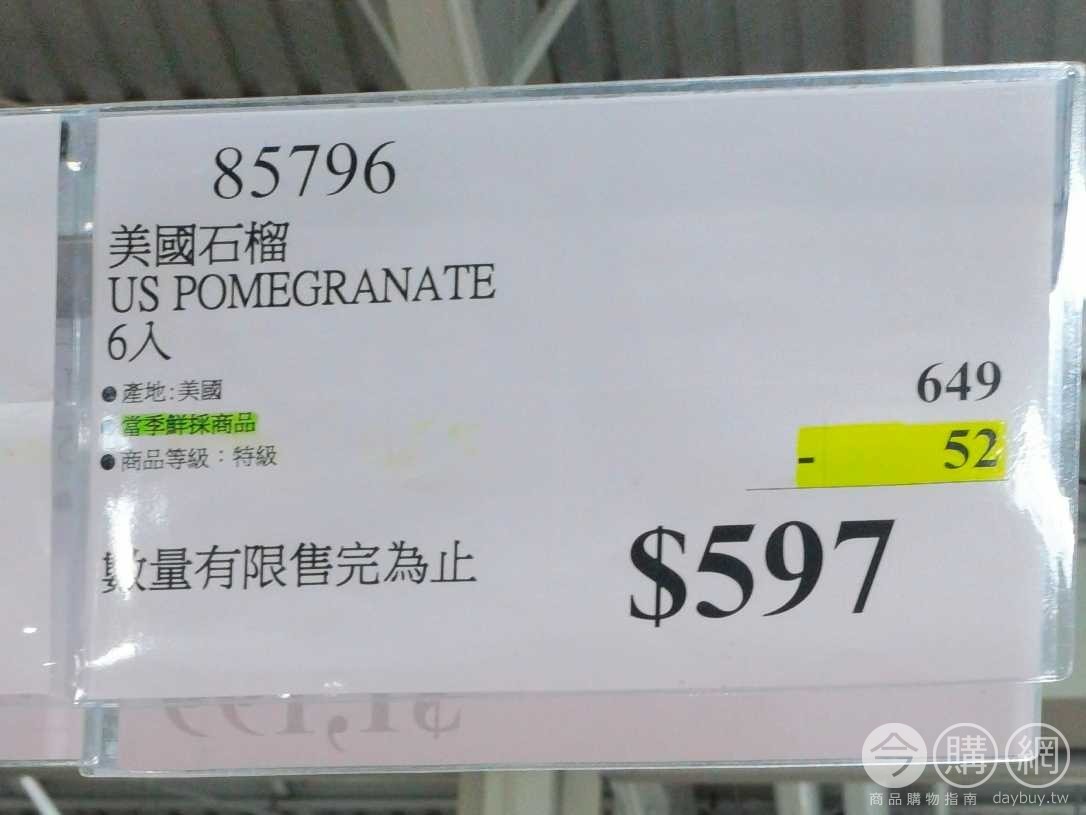 85796
美國石榴
US POMEGRANATE
6入
●產地:美國
當季鮮採商品
●商品等級：特級
649
- 52
數量有限售完為止
$597
$1,199
今購網
商品購物指南 daybuy.tw